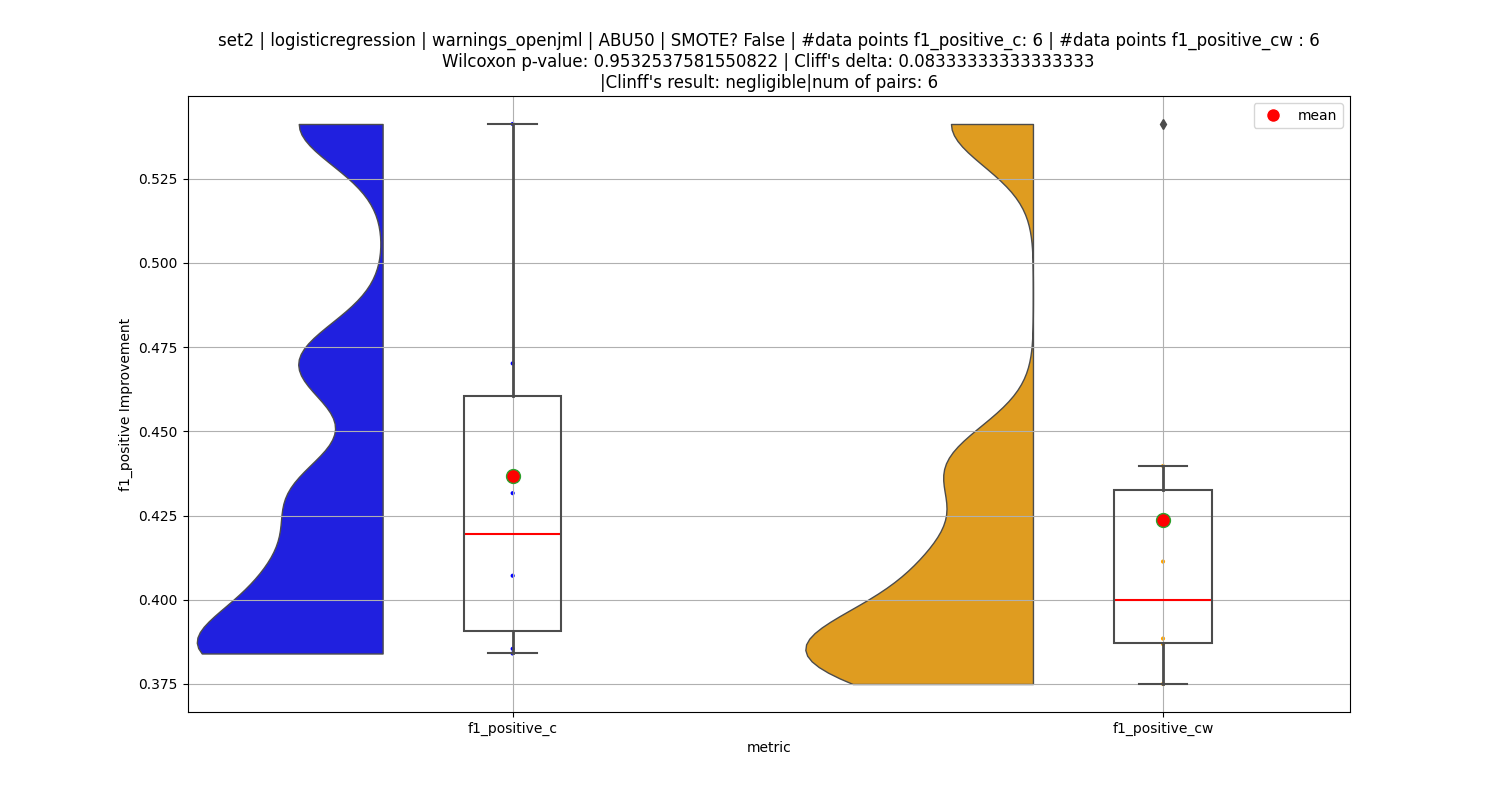 set2 | logisticregression | warnings_openjml | ABU50 | SMOTE? False | #data points f1_positive_c: 6 | #data points f1_positive_cw : 6
Wilcoxon p-value: 0.9532537581550822 | Cliff's delta: 0.08333333333333333
|Clinff's result: negligible|num of pairs: 6
mean
0.525
0.500
0.475
0.450
0.425
0.400
0.375
f1_positive Improvement
f1_positive_c
f1_positive_cw
metric